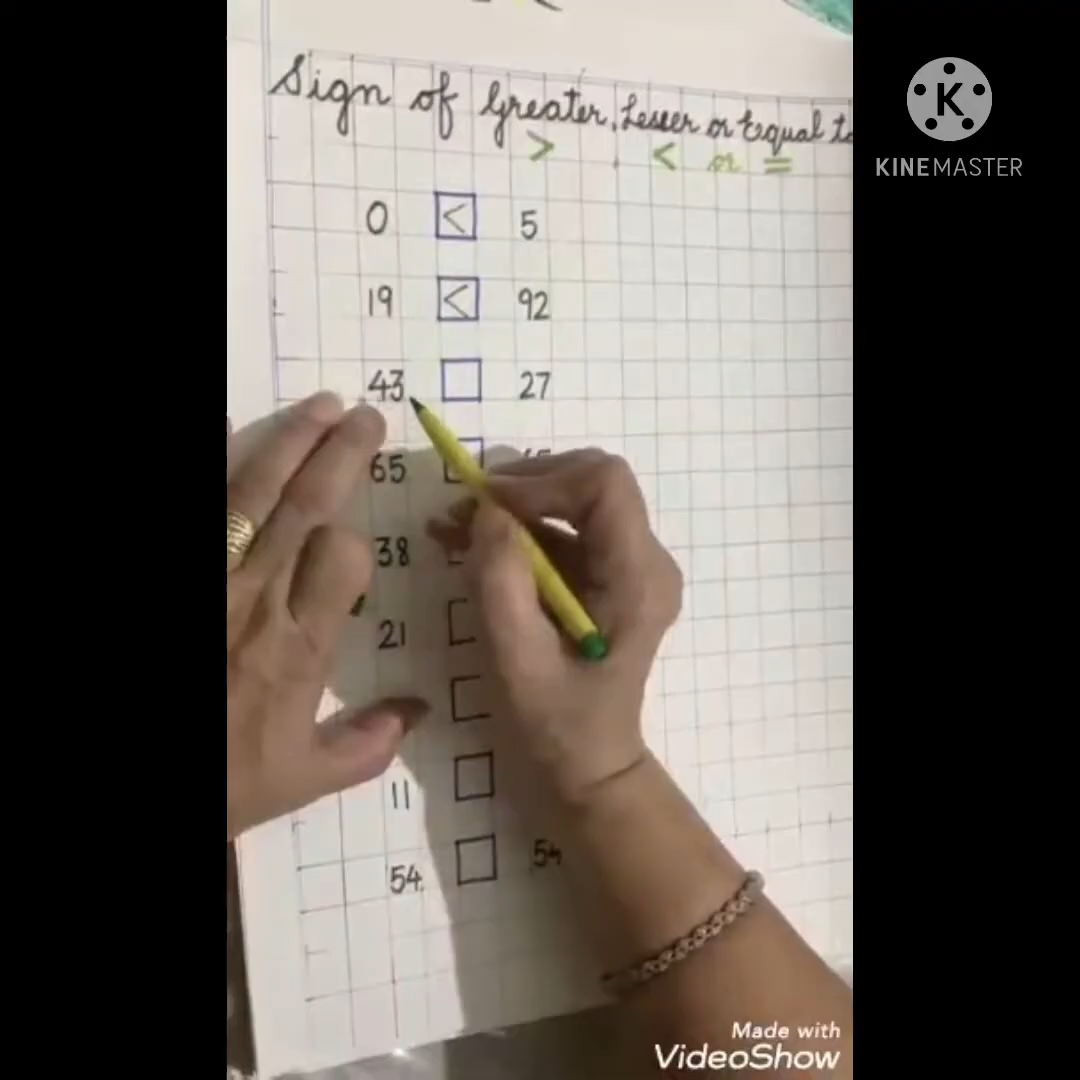 Sign of Greater, Lesser or Equal to
> < or =
0 < 5
19 < 92
43 27
65
38
21
11
54 54
KINEMASTER
Made with
VideoShow